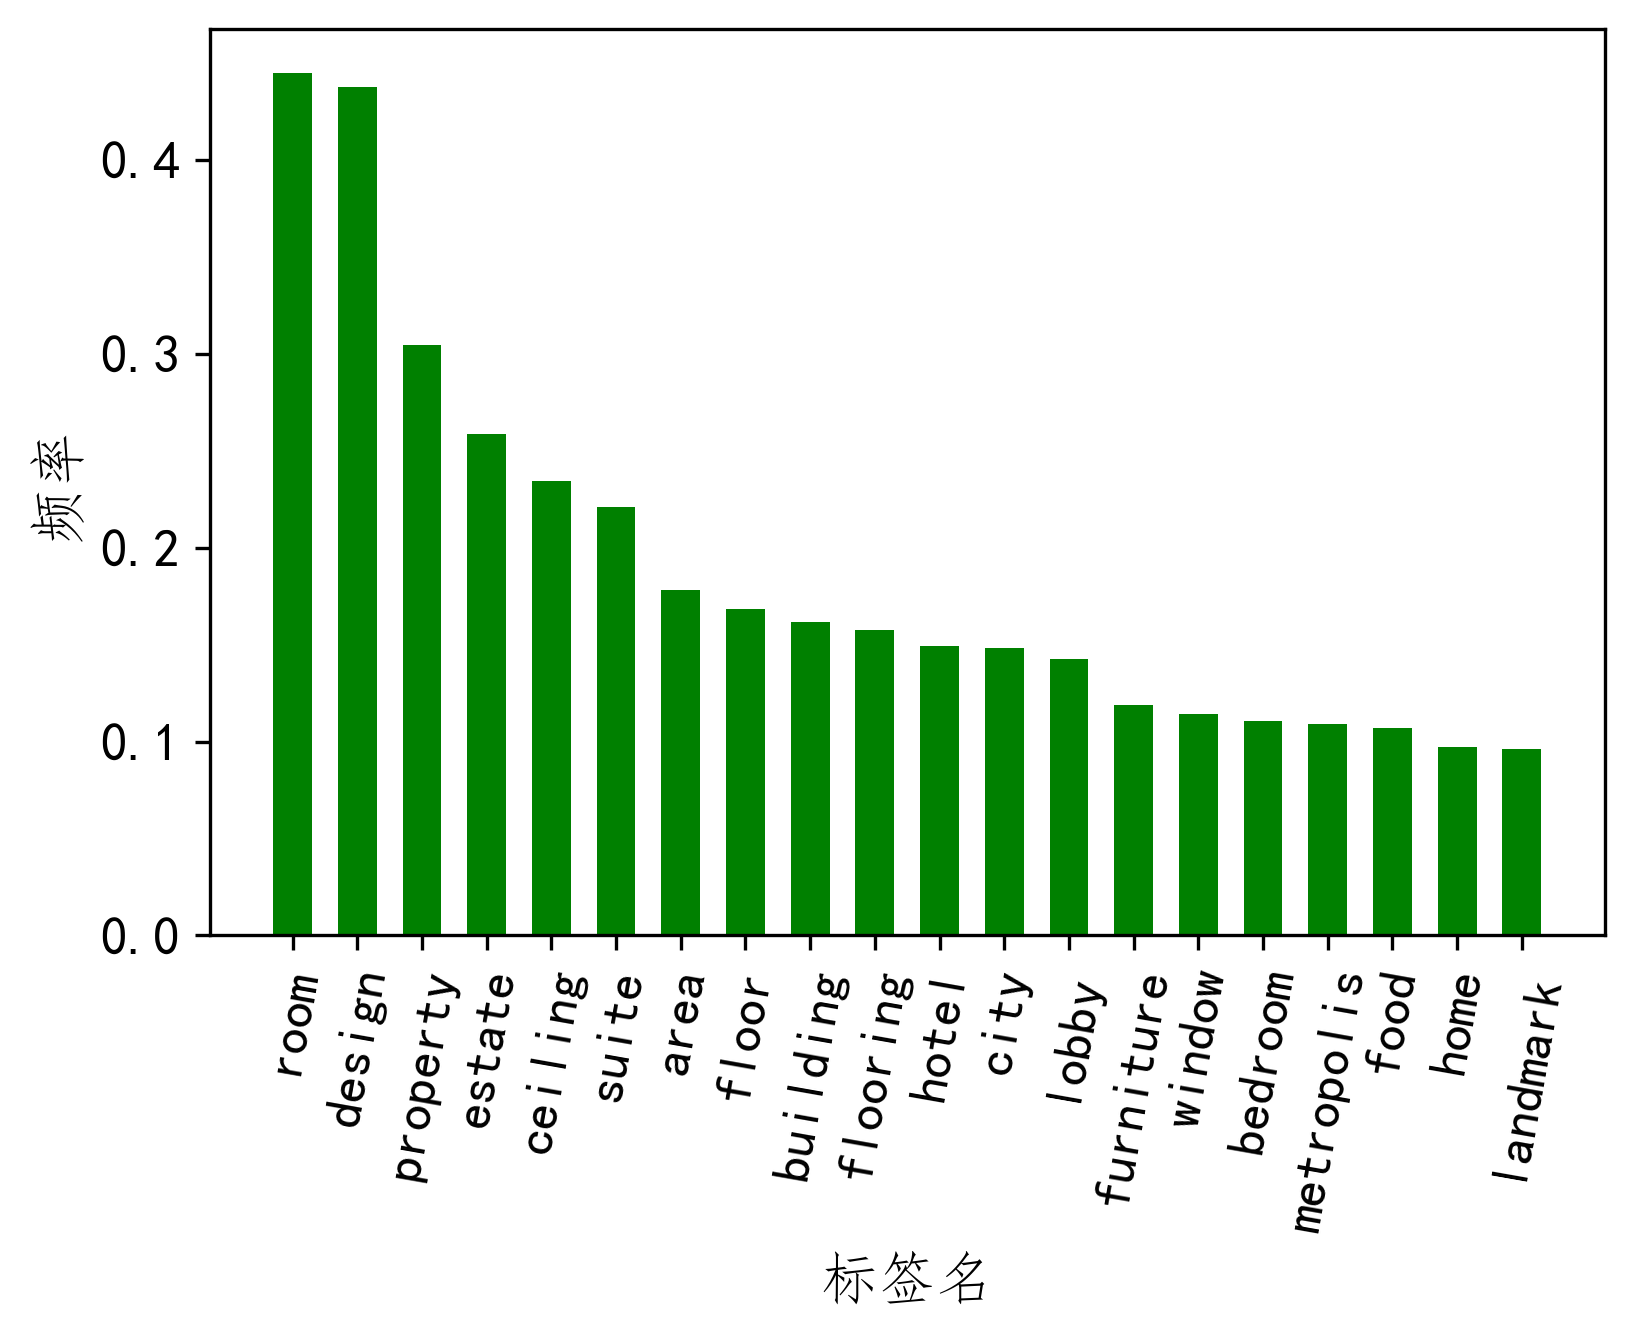 频率
0.4
0.3
0.2
0.1
0.0
room
design
property
estate
ceiling
suite
area
floor
building
flooring
hotel
city
lobby
furniture
window
bedroom
metropolis
food
home
landmark
标签名